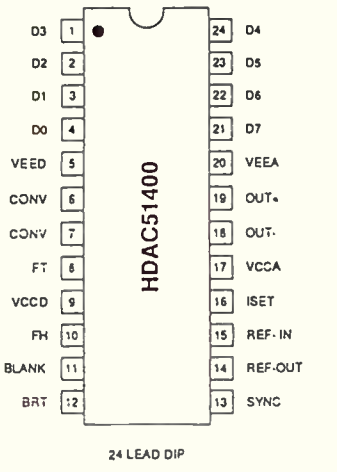 D3 1 24 D4
D2 2 23 D5
D1 3 22 D6
D0 4 21 D7
VEED 5 20 VEEA
CONV 6 19 OUT+
CONV 7 18 OUT-
FT 8 17 VCCA
VCCD 9 16 ISET
FH 10 15 REF-IN
BLANK 11 14 REF-OUT
BRT 12 13 SYNC
HDAC51400
24 LEAD DIP